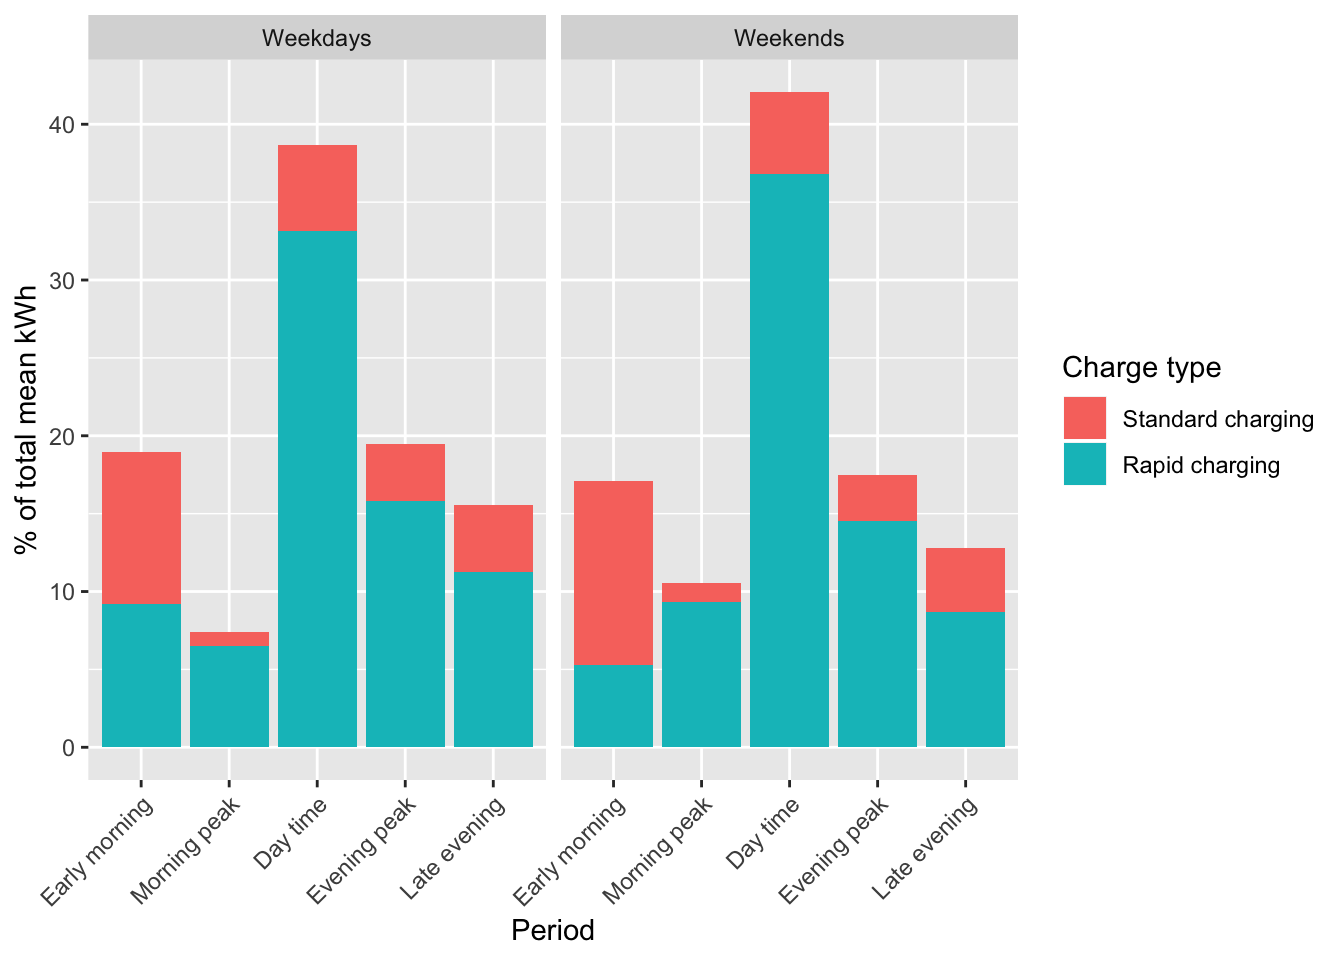 Weekdays
Weekends
% of total mean kWh
40
30
20
10
0
Early morning
Morning peak
Day time
Evening peak
Late evening
Early morning
Morning peak
Day time
Evening peak
Late evening
Period
Charge type
Standard charging
Rapid charging